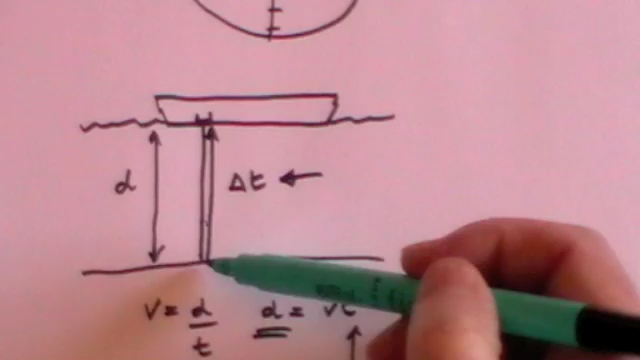 d Δt
v = d/t d = vt